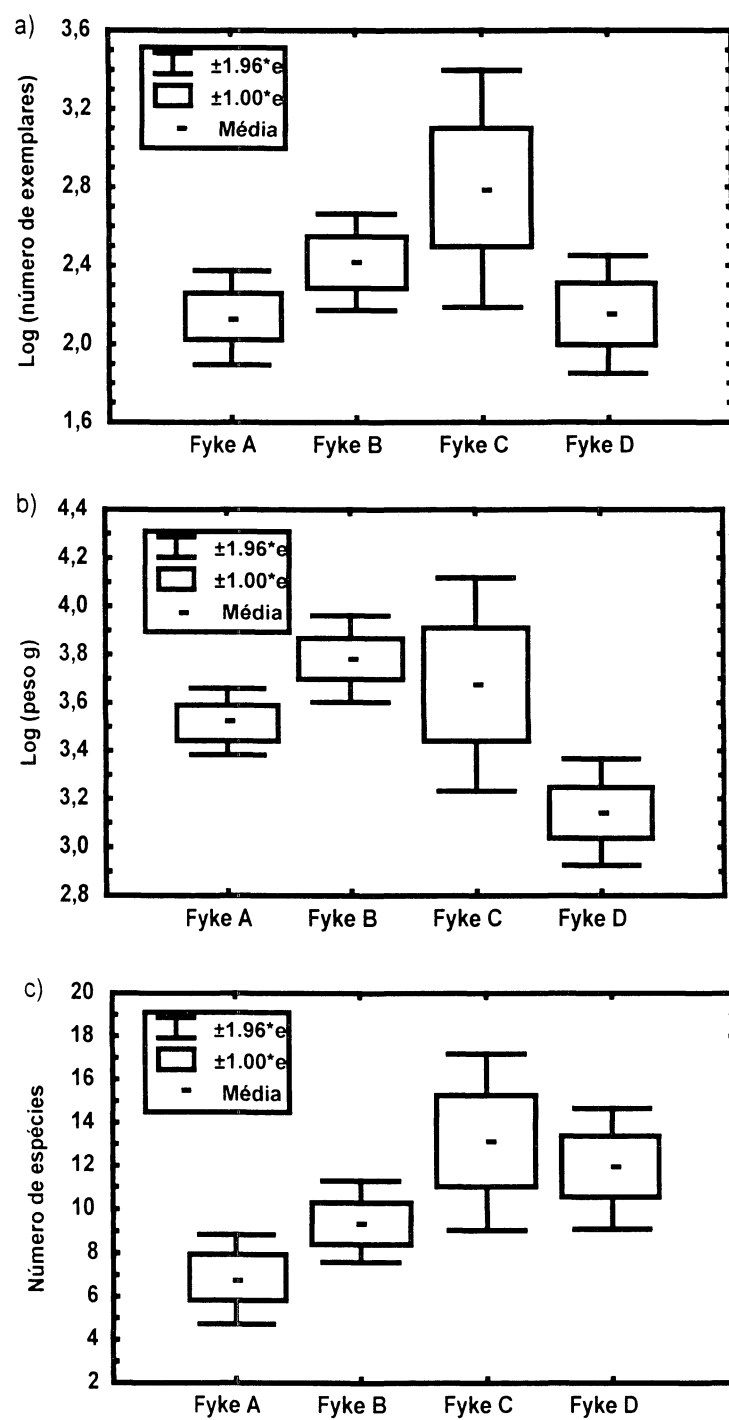 a)
Log (número de exemplares)
3,6
3,2
2,8
2,4
2,0
1,6
±1.96*e
±1.00*e
Média
Fyke A Fyke B Fyke C Fyke D
b)
Log (peso g)
4,4
4,2
4,0
3,8
3,6
3,4
3,2
3,0
2,8
±1.96*e
±1.00*e
Média
Fyke A Fyke B Fyke C Fyke D
c)
Número de espécies
20
18
16
14
12
10
8
6
4
2
±1.96*e
±1.00*e
Média
Fyke A Fyke B Fyke C Fyke D